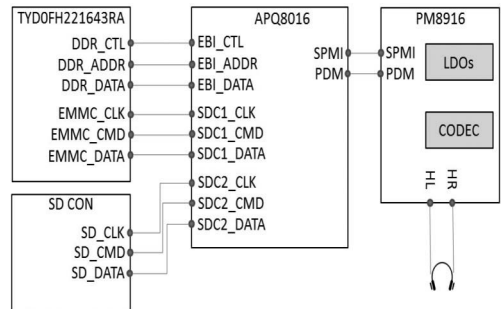 TYD0FH221643RA
DDR_CTL
DDR_ADDR
DDR_DATA
EMMC_CLK
EMMC_CMD
EMMC_DATA
SD CON
SD_CLK
SD_CMD
SD_DATA
APQ8016
EBI_CTL
EBI_ADDR
EBI_DATA
SDC1_CLK
SDC1_CMD
SDC1_DATA
SDC2_CLK
SDC2_CMD
SDC2_DATA
SPMI
PDM
PM8916
SPMI
PDM
LDOs
CODEC
HL
HR